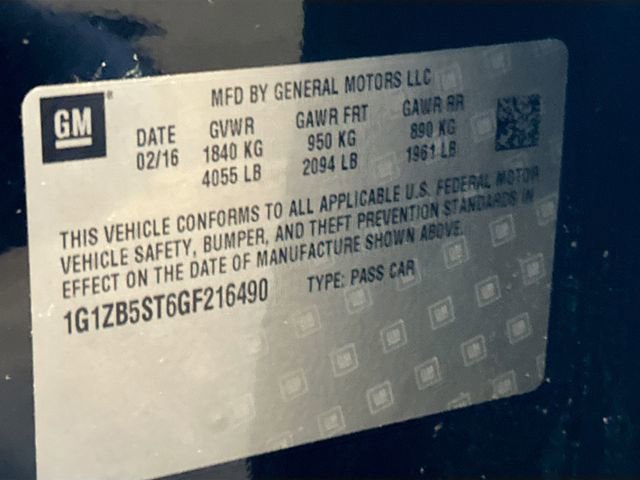 GM
MFD BY GENERAL MOTORS LLC
DATE GVWR GAWR FRT GAWR RR
02/16 1840 KG 950 KG 890 KG
4055 LB 2094 LB 1961 LB
THIS VEHICLE CONFORMS TO ALL APPLICABLE U.S. FEDERAL MOTOR
VEHICLE SAFETY, BUMPER, AND THEFT PREVENTION STANDARDS IN
EFFECT ON THE DATE OF MANUFACTURE SHOWN ABOVE.
1G1ZB5ST6GF216490 TYPE: PASS CAR